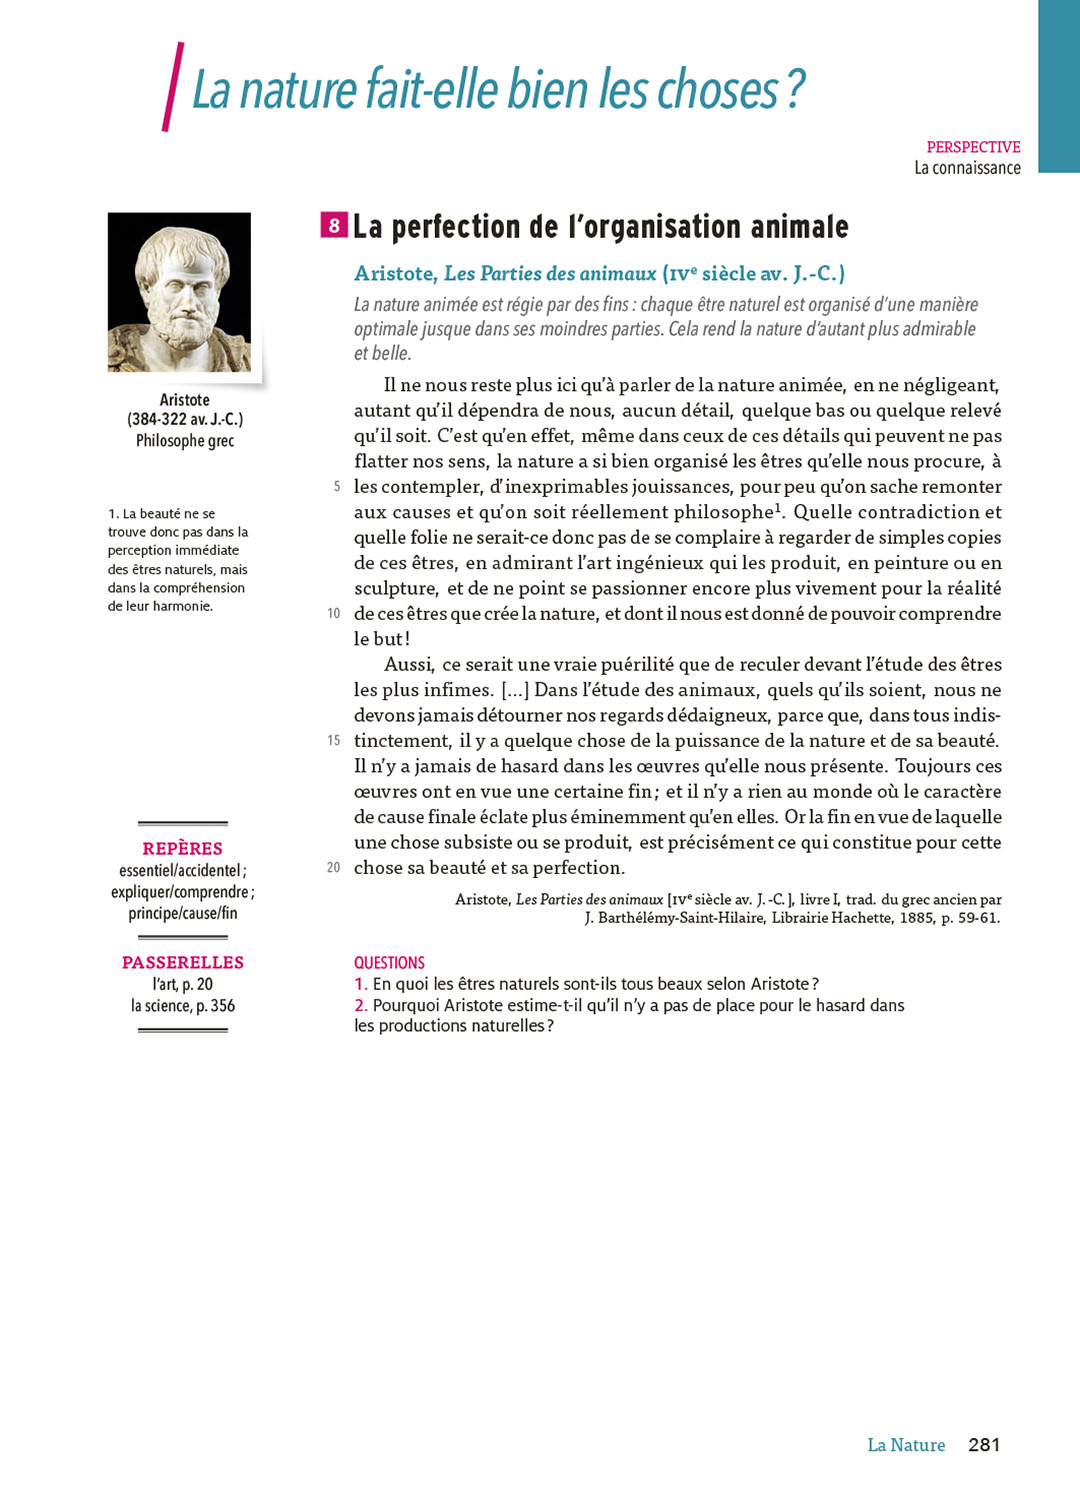 La nature fait-elle bien les choses ?
PERSPECTIVE
La connaissance
8 La perfection de l’organisation animale
Aristote, Les Parties des animaux (IVe siècle av. J.-C.)
La nature animée est régie par des fins : chaque être naturel est organisé d’une manière
optimale jusque dans ses moindres parties. Cela rend la nature d’autant plus admirable
et belle.
Aristote
(384-322 av. J.-C.)
Philosophe grec
Il ne nous reste plus ici qu’à parler de la nature animée, en ne négligeant,
autant qu’il dépendra de nous, aucun détail, quelque bas ou quelque relevé
qu’il soit. C’est qu’en effet, même dans ceux de ces détails qui peuvent ne pas
flatter nos sens, la nature a si bien organisé les êtres qu’elle nous procure, à
5 les contempler, d’inexprimables jouissances, pour peu qu’on sache remonter
aux causes et qu’on soit réellement philosophe1. Quelle contradiction et
quelle folie ne serait-ce donc pas de se complaire à regarder de simples copies
de ces êtres, en admirant l’art ingénieux qui les produit, en peinture ou en
sculpture, et de ne point se passionner encore plus vivement pour la réalité
10 de ces êtres que crée la nature, et dont il nous est donné de pouvoir comprendre
le but !
Aussi, ce serait une vraie puérilité que de reculer devant l’étude des êtres
les plus infimes. [...] Dans l’étude des animaux, quels qu’ils soient, nous ne
devons jamais détourner nos regards dédaigneux, parce que, dans tous indis-
15 tinctement, il y a quelque chose de la puissance de la nature et de sa beauté.
Il n’y a jamais de hasard dans les œuvres qu’elle nous présente. Toujours ces
œuvres ont en vue une certaine fin ; et il n’y a rien au monde où le caractère
de cause finale éclate plus éminemment qu’en elles. Or la fin en vue de laquelle
une chose subsiste ou se produit, est précisément ce qui constitue pour cette
20 chose sa beauté et sa perfection.
Aristote, Les Parties des animaux [IVe siècle av. J. -C. ], livre I, trad. du grec ancien par
J. Barthélémy-Saint-Hilaire, Librairie Hachette, 1885, p. 59-61.
1. La beauté ne se
trouve donc pas dans la
perception immédiate
des êtres naturels, mais
dans la compréhension
de leur harmonie.
REPÈRES
essentiel/accidentel ;
expliquer/comprendre ;
principe/cause/fin
PASSERELLES
l’art, p. 20
la science, p. 356
QUESTIONS
1. En quoi les êtres naturels sont-ils tous beaux selon Aristote ?
2. Pourquoi Aristote estime-t-il qu’il n’y a pas de place pour le hasard dans
les productions naturelles ?
La Nature 281